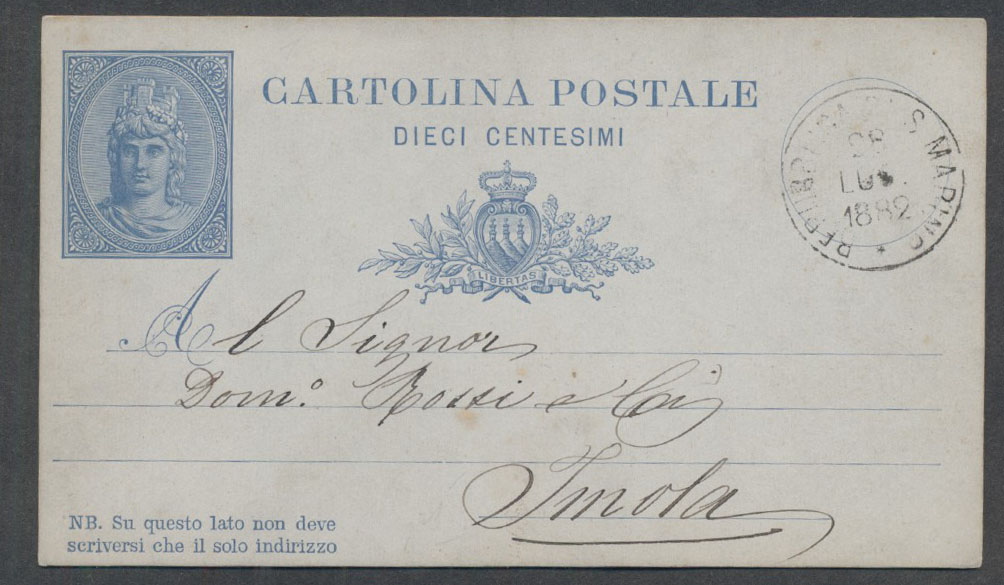 CARTOLINA POSTALE
DIECI CENTESIMI
REPUBBLICA DI S. MARINO
28
LUG.
1882
LIBERTAS
Al Signor
Dom.º Rossi e Ci
Imola
NB. Su questo lato non deve
scriversi che il solo indirizzo